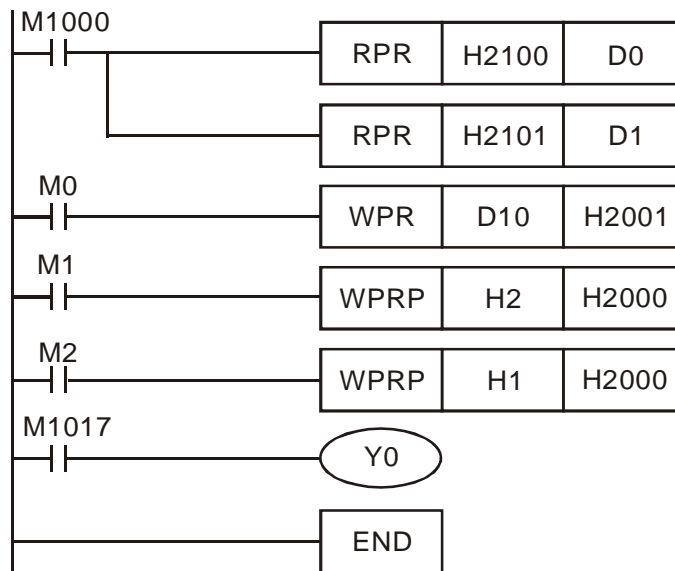 M1000
RPR H2100 D0
RPR H2101 D1
M0
WPR D10 H2001
M1
WPRP H2 H2000
M2
WPRP H1 H2000
M1017
Y0
END